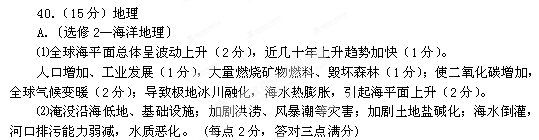 40.（15分）地理
A.〔选修2—海洋地理〕
⑴全球海平面总体呈波动上升（2分），近几十年上升趋势加快（1分）。
人口增加、工业发展（1分），大量燃烧矿物燃料、毁坏森林（1分）；使二氧化碳增加，
全球气候变暖（2分）；导致极地冰川融化，海水热膨胀，引起海平面上升（2分）。
⑵淹没沿海低地、基础设施；加剧洪涝、风暴潮等灾害；加剧土地盐碱化；海水倒灌，
河口排污能力弱减，水质恶化。（每点2分，答对三点满分）